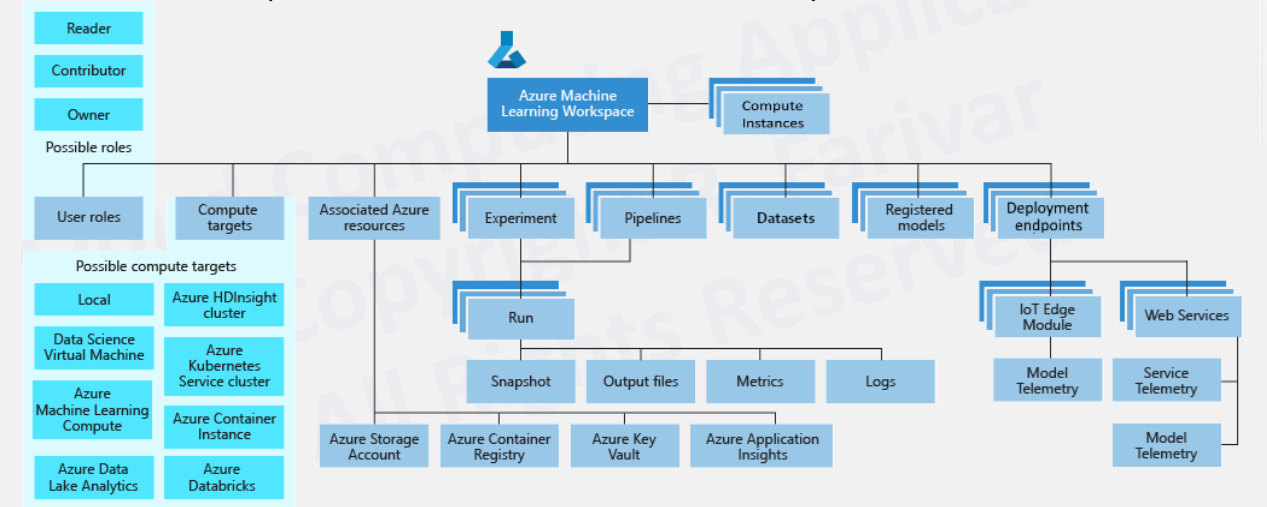 Reader
Contributor
Owner
Possible roles
Azure Machine
Learning Workspace
Compute
Instances
User roles
Compute
targets
Associated Azure
resources
Experiment
Pipelines
Datasets
Registered
models
Deployment
endpoints
Possible compute targets
Local
Azure HDInsight
cluster
Data Science
Virtual Machine
Azure
Kubernetes
Service cluster
Azure
Machine Learning
Compute
Azure Container
Instance
Azure Data
Lake Analytics
Azure
Databricks
Run
IoT Edge
Module
Web Services
Snapshot
Output files
Metrics
Logs
Model
Telemetry
Service
Telemetry
Azure Storage
Account
Azure Container
Registry
Azure Key
Vault
Azure Application
Insights
Model
Telemetry
Farivar
All Rights Reserved